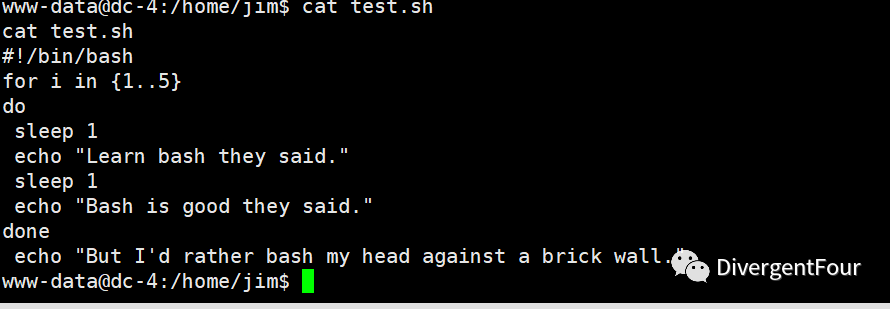 www-data@dc-4:/home/jim$ cat test.sh
cat test.sh
#!/bin/bash
for i in {1..5}
do
 sleep 1
 echo "Learn bash they said."
 sleep 1
 echo "Bash is good they said."
done
 echo "But I'd rather bash my head against a brick wall."
www-data@dc-4:/home/jim$
DivergentFour